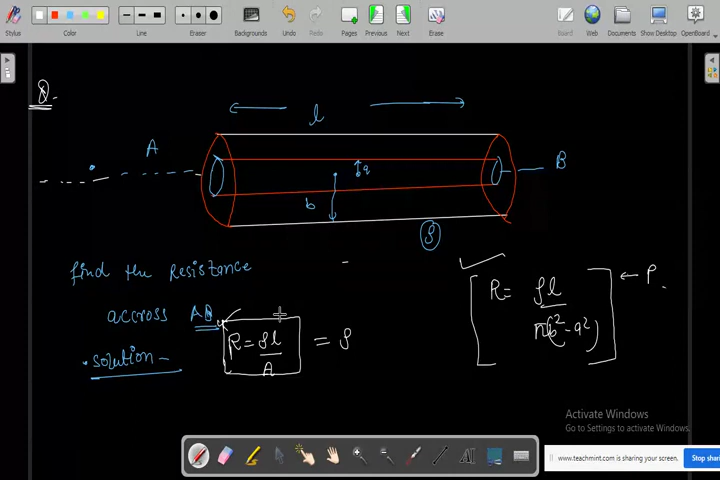 Stylus
Color
Line
Eraser
Backgrounds
Undo
Redo
Pages
Previous
Next
Erase
Board
Web
Documents
Show Desktop
OpenBoard
Q.
l
A
B
a
b
ρ
find the Resistance
accross AB
solution -
R = ρl / A = ρ
R = ρl / π(b² - a²) ← P.
Activate Windows
Go to Settings to activate Windows.
www.teachmint.com is sharing your screen.
Stop sharing